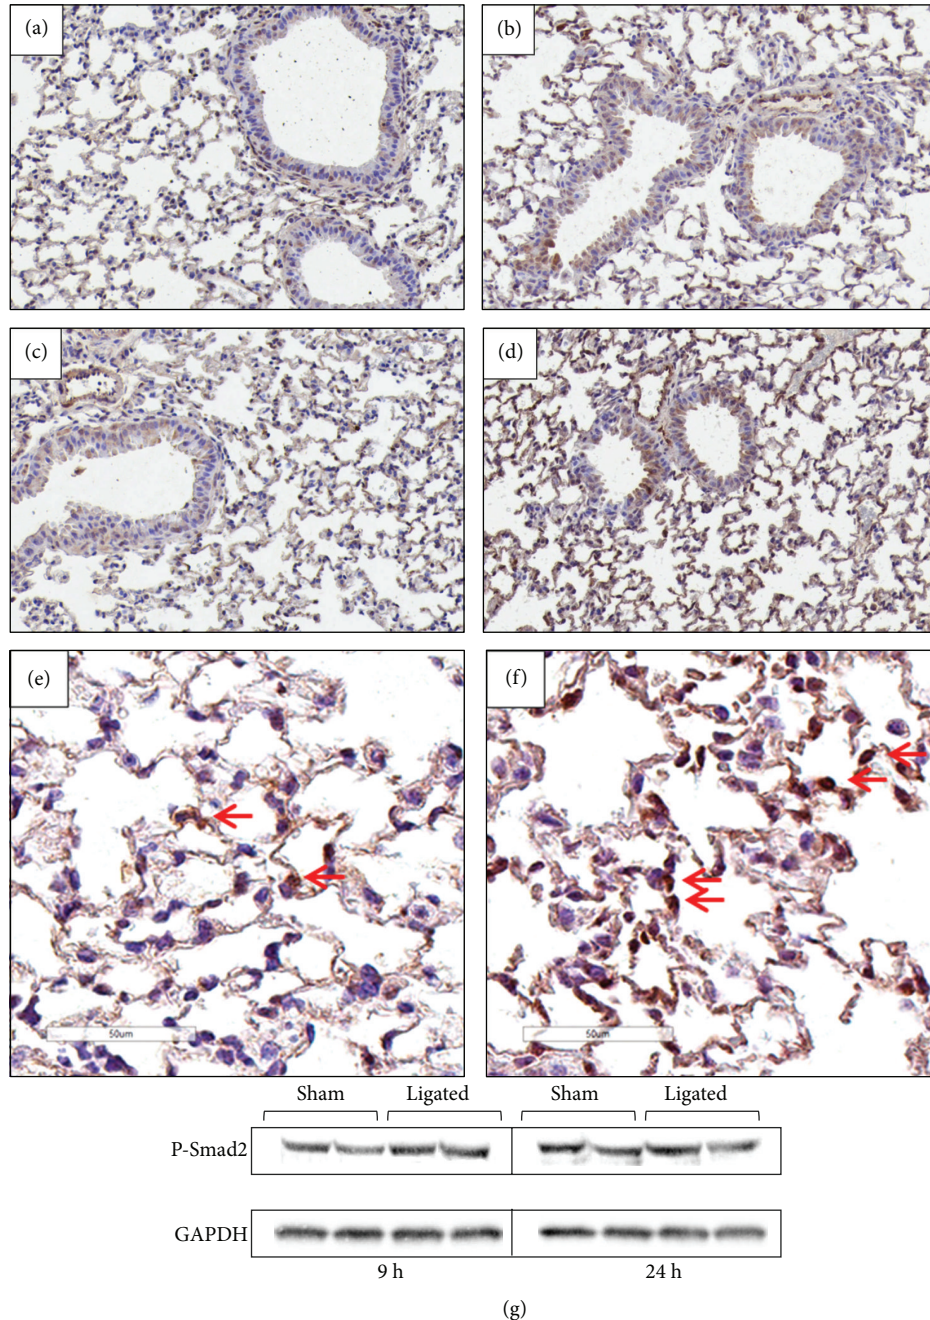 (a)
(b)
(c)
(d)
(e)
(f)
50um
50um
Sham
Ligated
Sham
Ligated
P-Smad2
GAPDH
9 h
24 h
(g)